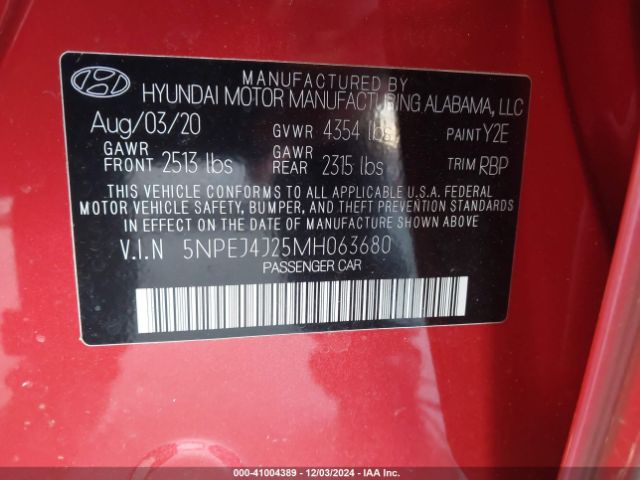 MANUFACTURED BY
HYUNDAI MOTOR MANUFACTURING ALABAMA, LLC
Aug/03/20 GVWR 4354 lbs PAINT Y2E
GAWR FRONT 2513 lbs GAWR REAR 2315 lbs TRIM RBP
THIS VEHICLE CONFORMS TO ALL APPLICABLE U.S.A. FEDERAL
MOTOR VEHICLE SAFETY, BUMPER, AND THEFT PREVENTION STANDARDS
IN EFFECT ON THE DATE OF MANUFACTURE SHOWN ABOVE.
V.I.N 5NPEJ4J25MH063680
PASSENGER CAR
000-41004389 - 12/03/2024 - IAA Inc.